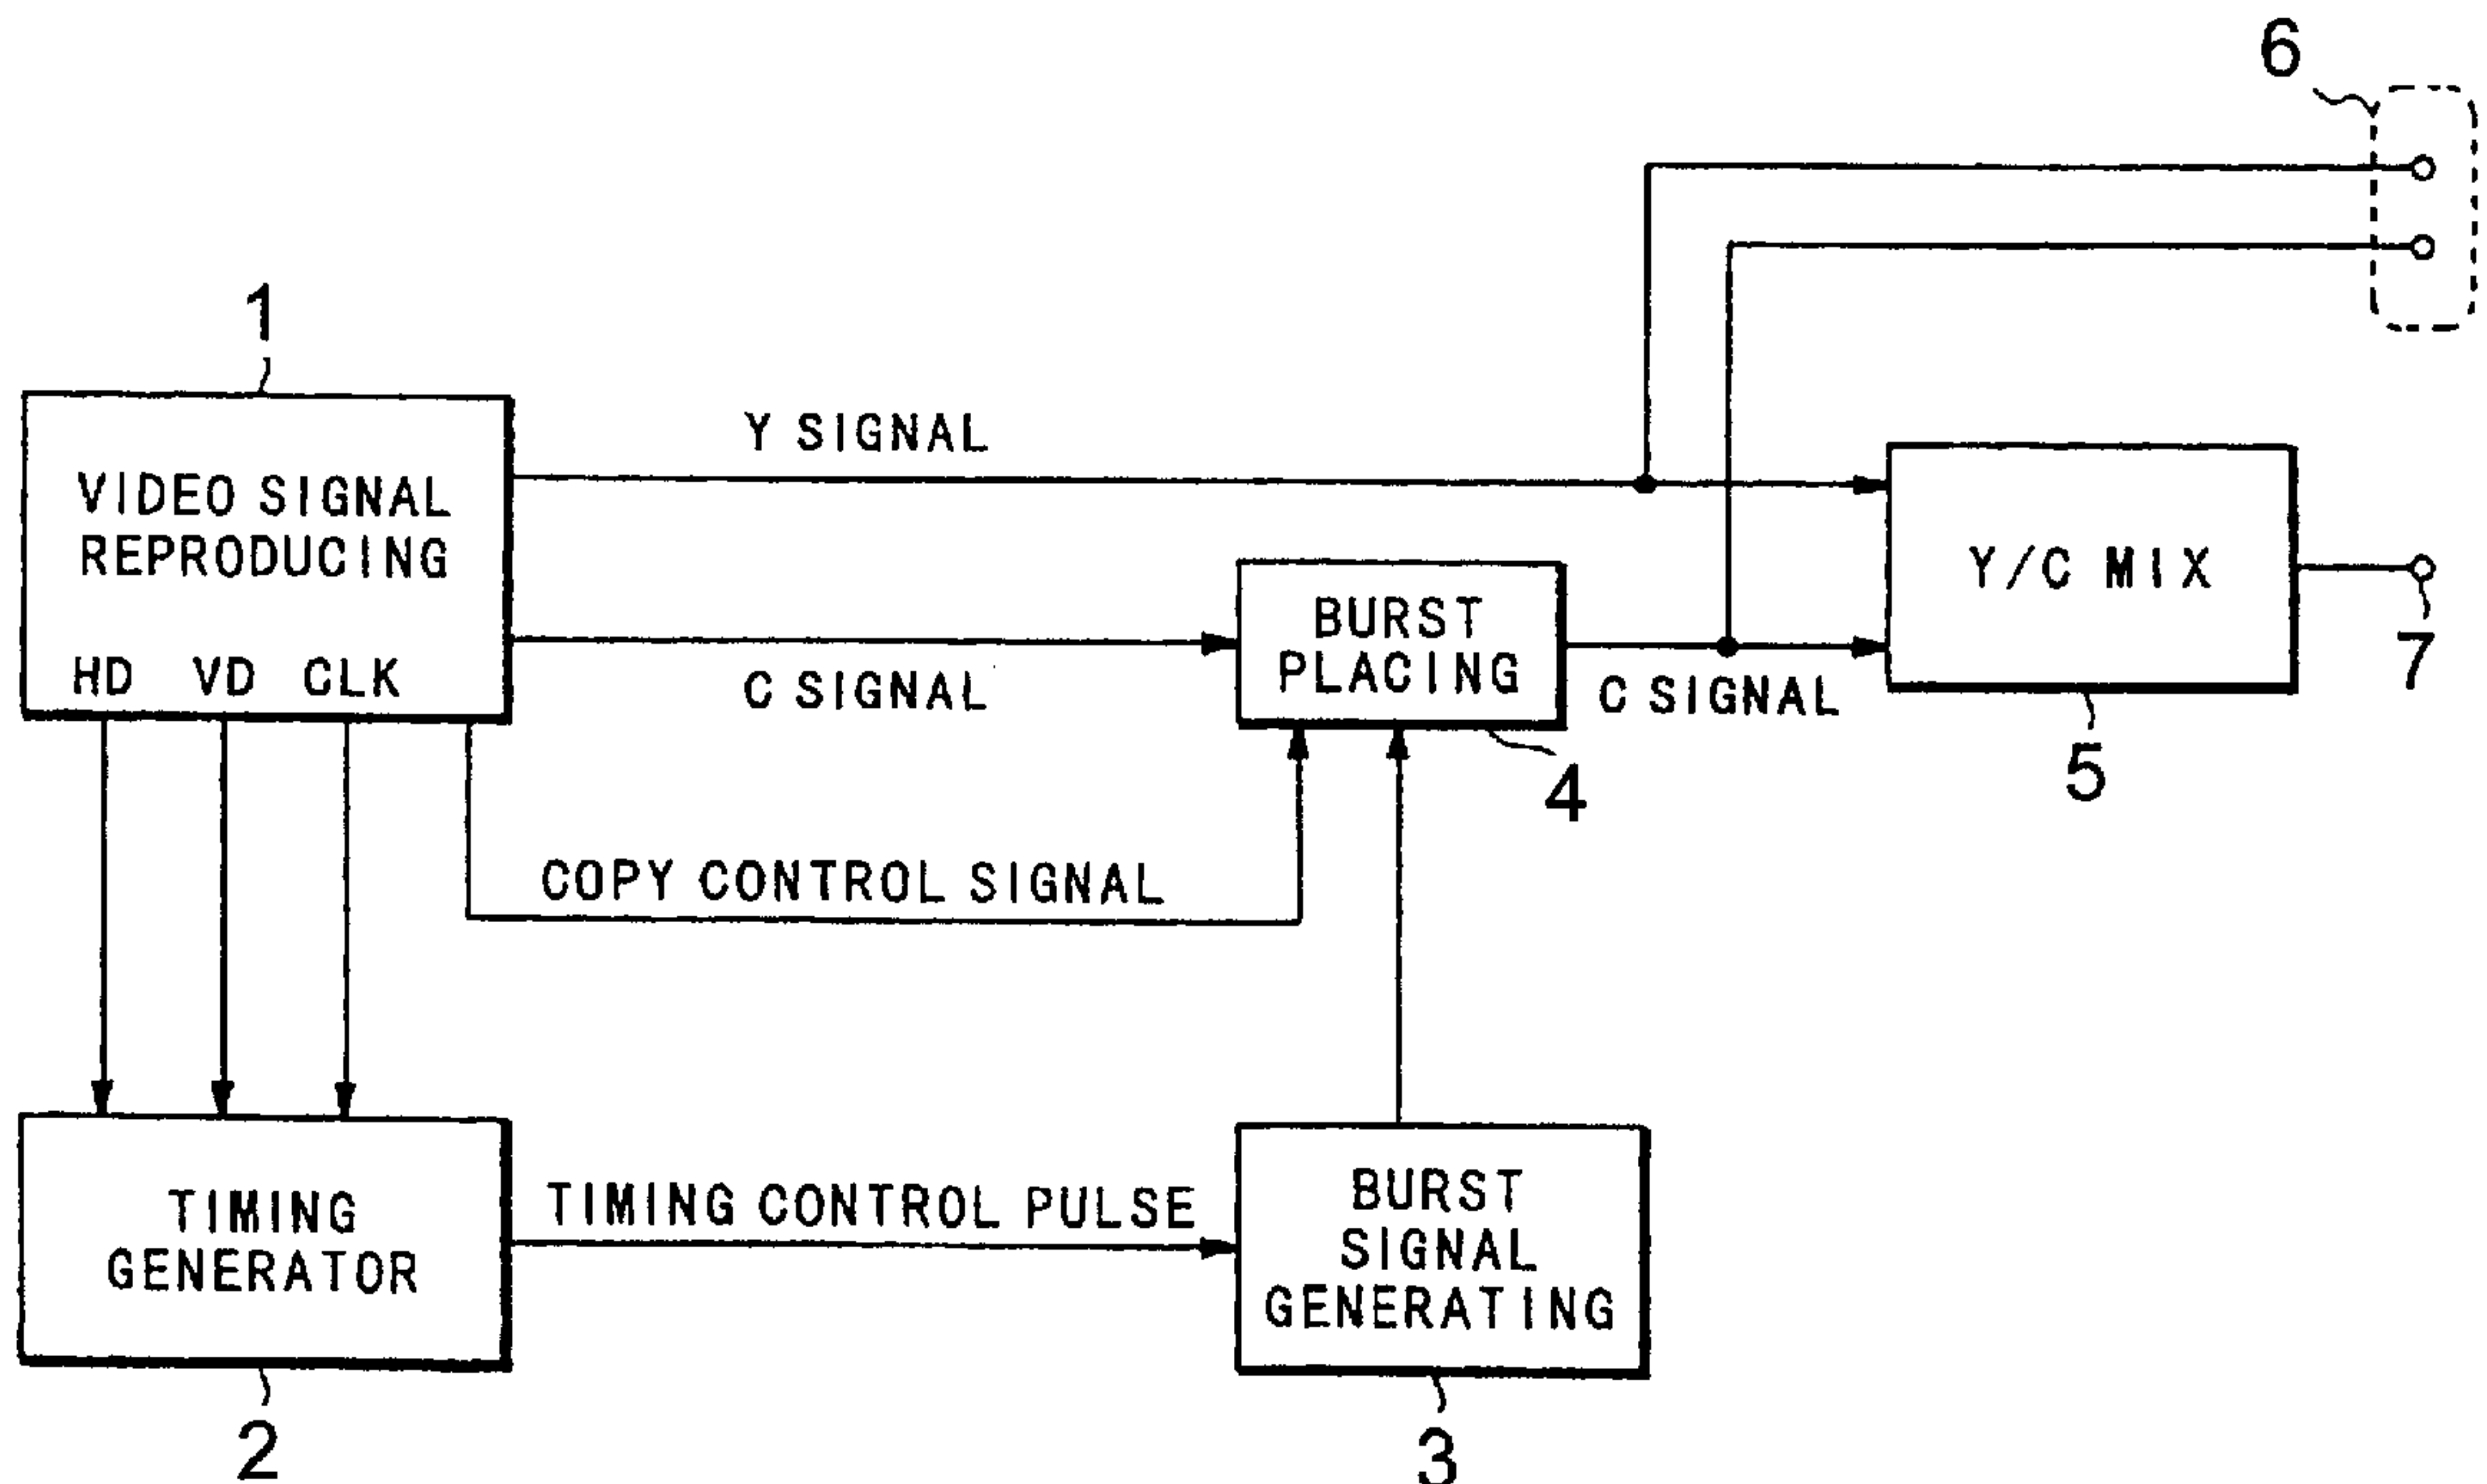 6
1
Y SIGNAL
VIDEO SIGNAL
REPRODUCING
HD VD CLK
C SIGNAL
BURST
PLACING
C SIGNAL
Y/C MIX
7
4
5
COPY CONTROL SIGNAL
TIMING
GENERATOR
TIMING CONTROL PULSE
BURST
SIGNAL
GENERATING
2
3